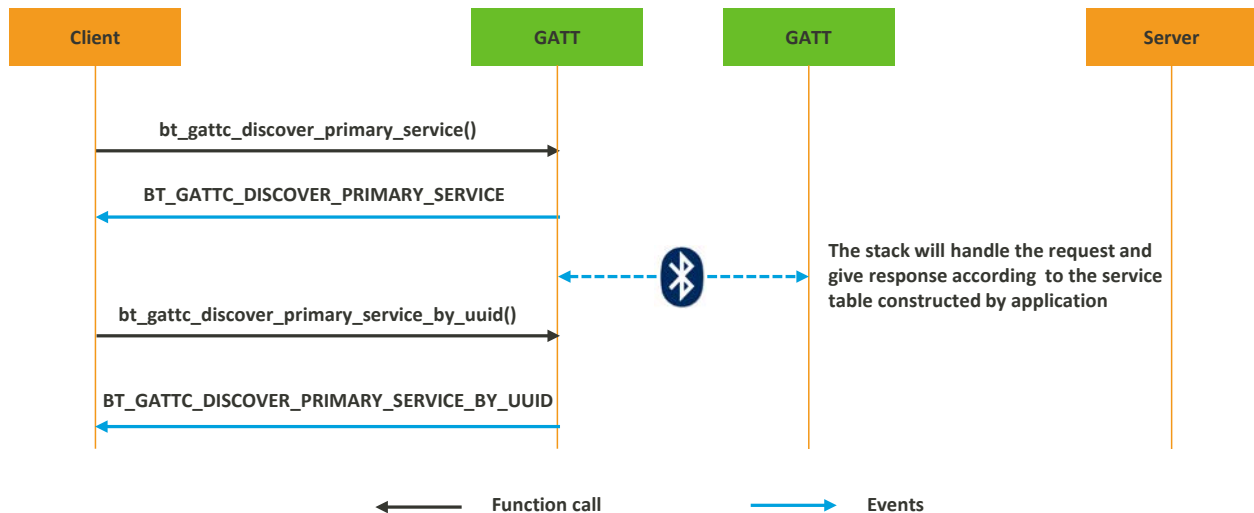 Client
GATT
GATT
Server
bt_gattc_discover_primary_service()
BT_GATTC_DISCOVER_PRIMARY_SERVICE
The stack will handle the request and
give response according to the service
table constructed by application
bt_gattc_discover_primary_service_by_uuid()
BT_GATTC_DISCOVER_PRIMARY_SERVICE_BY_UUID
Function call
Events